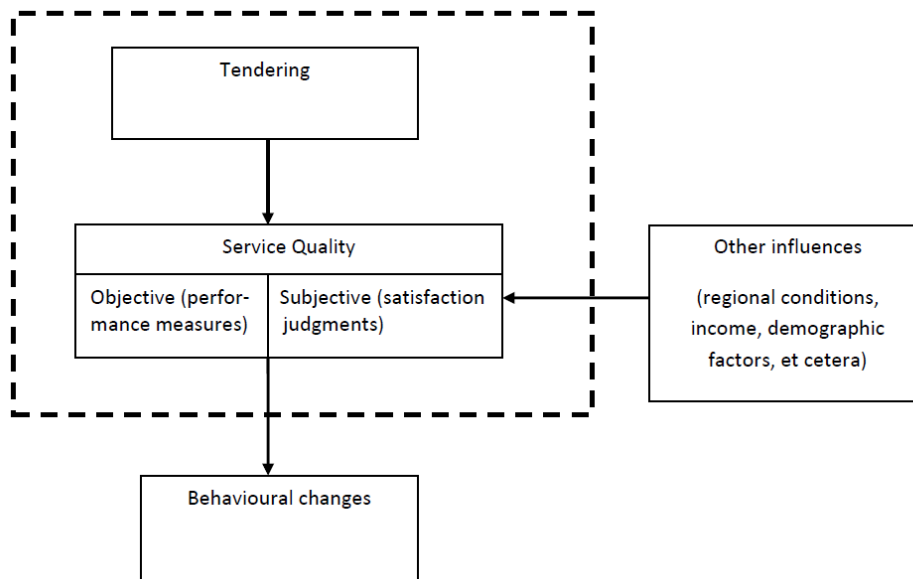 Tendering
Service Quality
Objective (perfor-
mance measures)
Subjective (satisfaction
judgments)
Other influences
(regional conditions,
income, demographic
factors, et cetera)
Behavioural changes